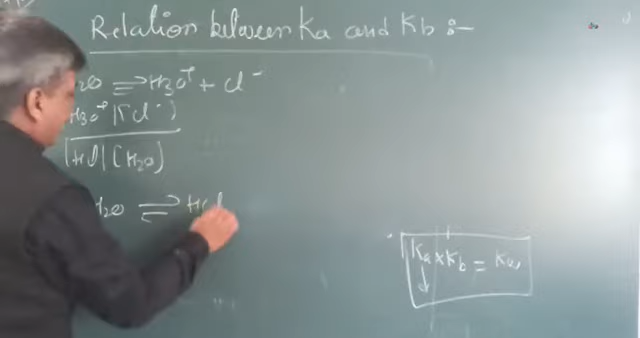 Relation between Ka and Kb :-
H2O ⇌ H3O+ + Cl-
H3O+][Cl-]
[HCl][H2O]
H2O ⇌ HCl
Ka × Kb = Kw
↓